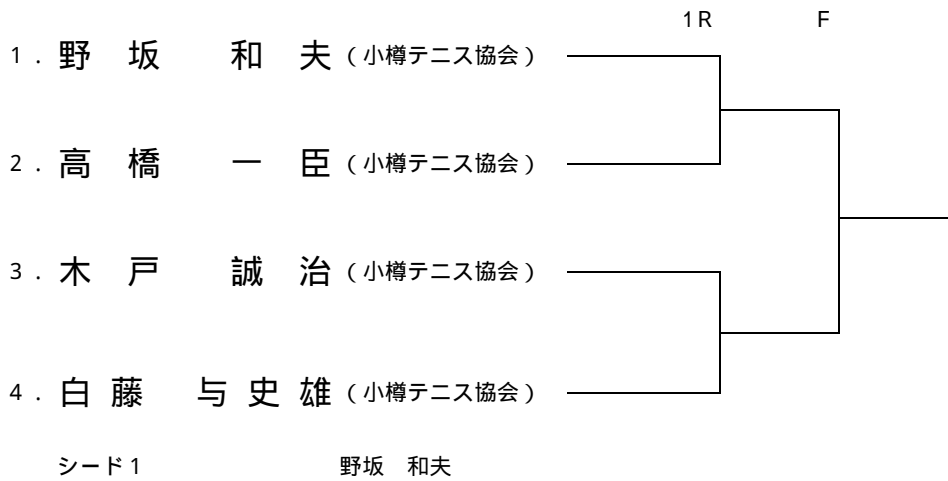 1R F
1. 野坂 和夫 (小樽テニス協会)
2. 高橋 一臣 (小樽テニス協会)
3. 木戸 誠治 (小樽テニス協会)
4. 白藤 与史雄 (小樽テニス協会)
シード1 野坂 和夫